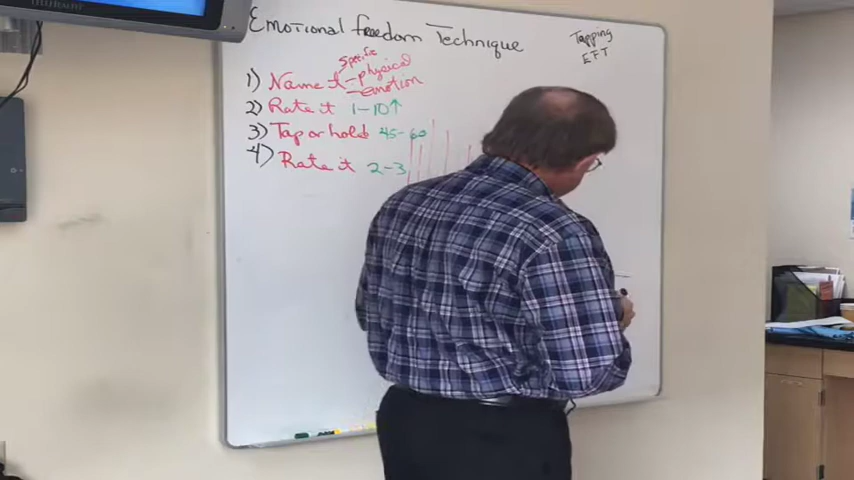 Emotional Freedom Technique
Tapping
EFT
specific
1) Name it - physical
- emotion
2) Rate it 1-10↑
3) Tap or hold 45-60
4) Rate it 2-3